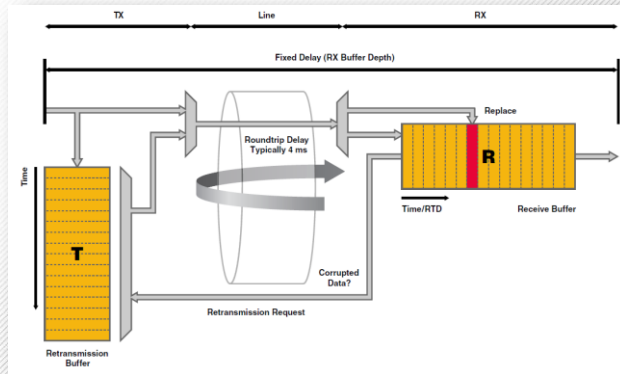 TX
Line
RX
Fixed Delay (RX Buffer Depth)
Replace
Roundtrip Delay
Typically 4 ms
R
Time
Time/RTD
Receive Buffer
T
Corrupted
Data?
Retransmission Request
Retransmission
Buffer